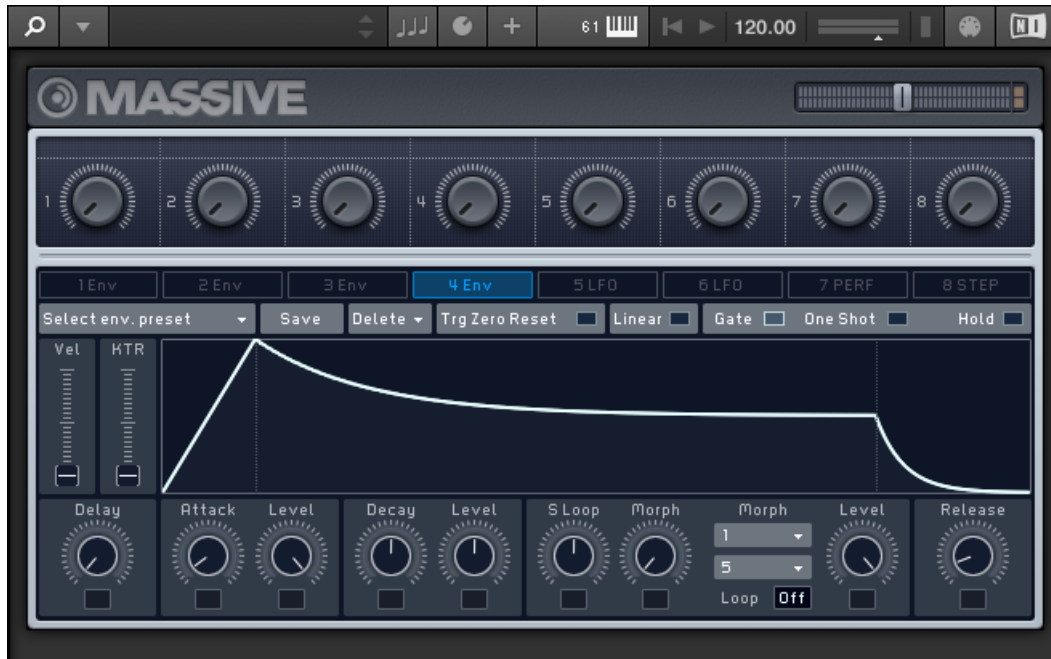 61 120.00 NI
MASSIVE
1 2 3 4 5 6 7 8
1 Env 2 Env 3 Env 4 Env 5 LFO 6 LFO 7 PERF 8 STEP
Select env. preset Save Delete Trg Zero Reset Linear Gate One Shot Hold
Vel KTR
Delay Attack Level Decay Level S Loop Morph Morph Level Release
1
5
Loop Off